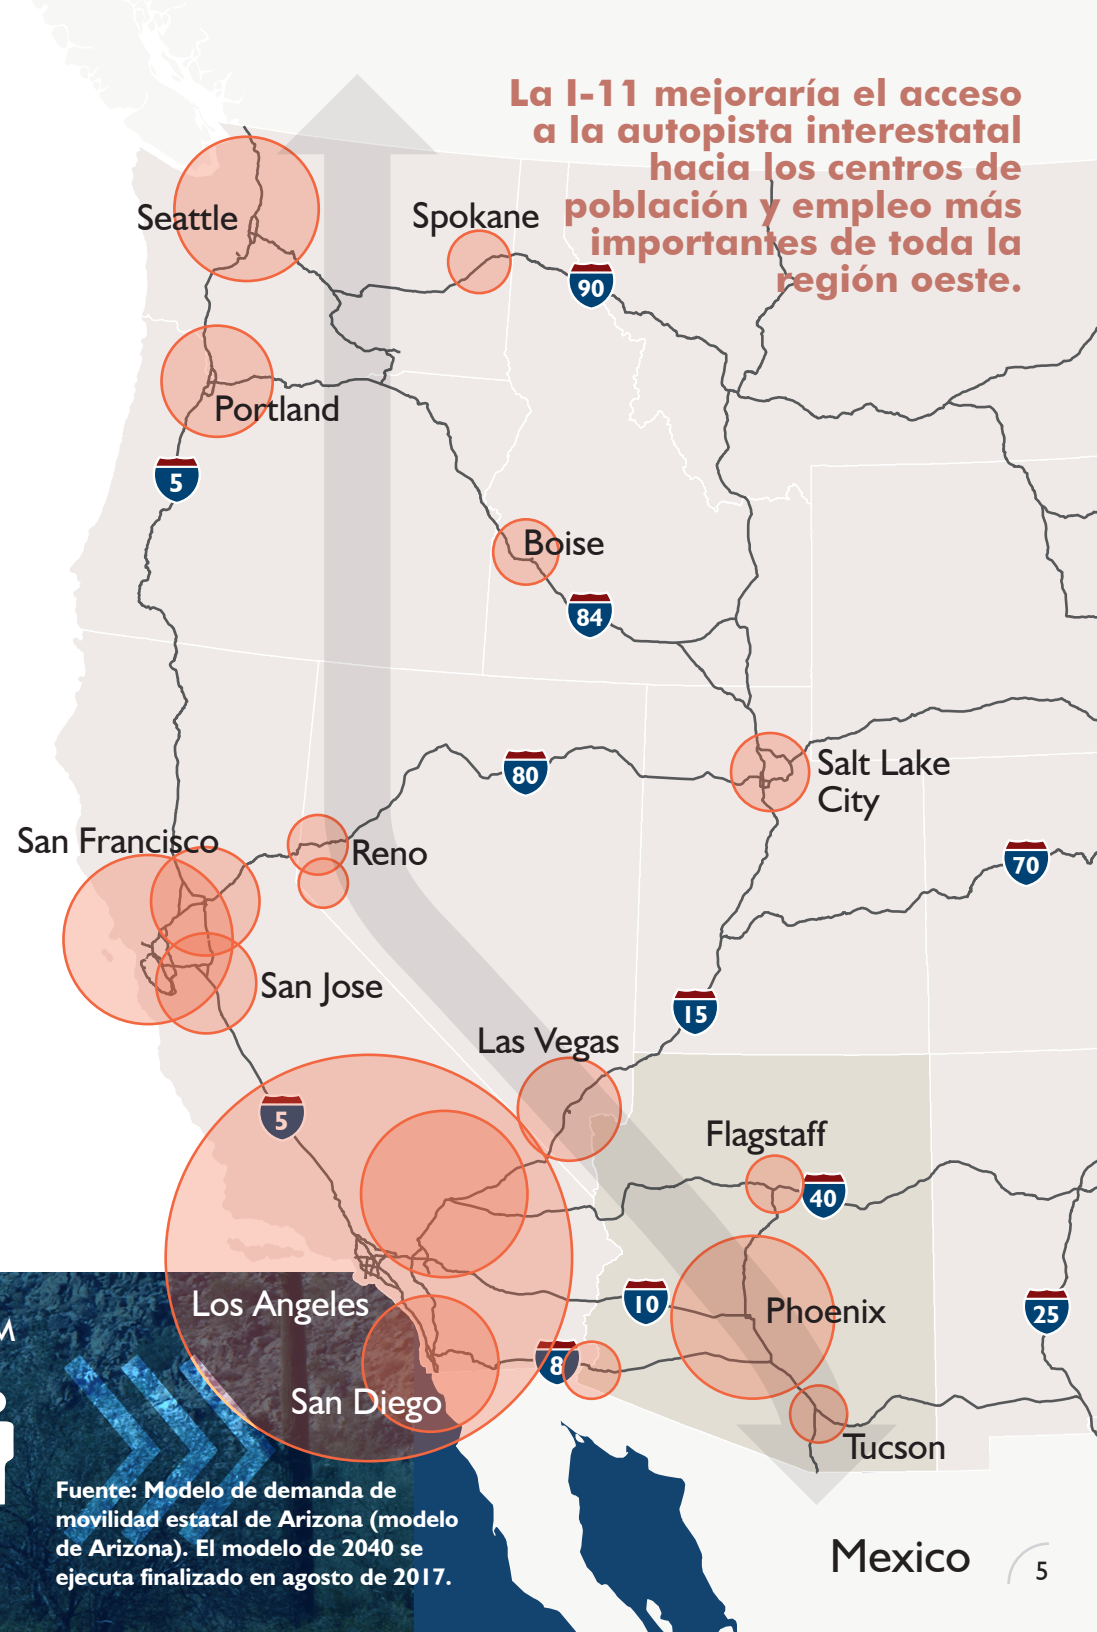 La I-11 mejoraría el acceso
a la autopista interestatal
hacia los centros de
población y empleo más
importantes de toda la
región oeste.
Seattle
Spokane
90
Portland
5
Boise
84
Salt Lake
City
80
San Francisco
Reno
70
San Jose
15
Las Vegas
5
Flagstaff
40
10
Los Angeles
Phoenix
25
8
San Diego
Tucson
M
Fuente: Modelo de demanda de
movilidad estatal de Arizona (modelo
de Arizona). El modelo de 2040 se
ejecuta finalizado en agosto de 2017.
Mexico
5